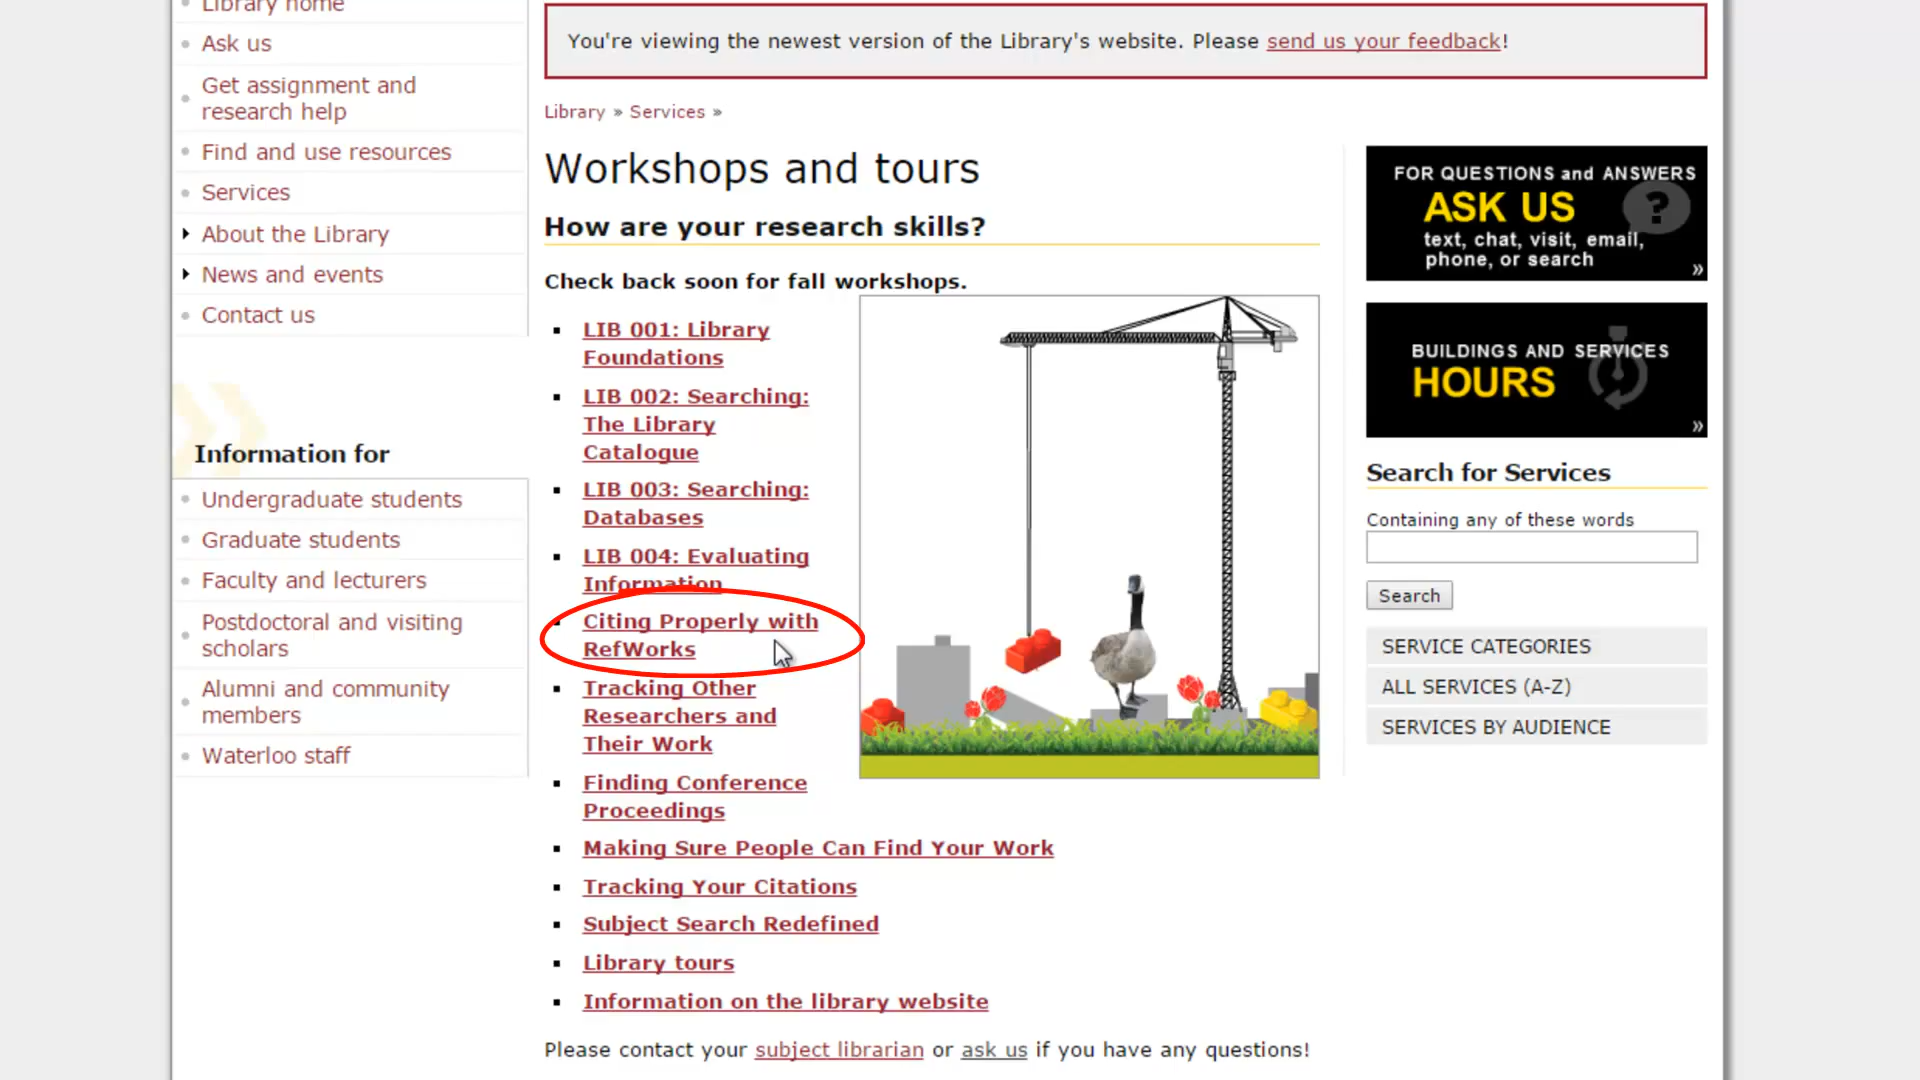 Library home
Ask us
Get assignment and
research help
Find and use resources
Services
About the Library
News and events
Contact us
Information for
Undergraduate students
Graduate students
Faculty and lecturers
Postdoctoral and visiting
scholars
Alumni and community
members
Waterloo staff
You're viewing the newest version of the Library's website. Please send us your feedback!
Library » Services »
Workshops and tours
How are your research skills?
Check back soon for fall workshops.
LIB 001: Library
Foundations
LIB 002: Searching:
The Library
Catalogue
LIB 003: Searching:
Databases
LIB 004: Evaluating
Information
Citing Properly with
RefWorks
Tracking Other
Researchers and
Their Work
Finding Conference
Proceedings
Making Sure People Can Find Your Work
Tracking Your Citations
Subject Search Redefined
Library tours
Information on the library website
Please contact your subject librarian or ask us if you have any questions!
FOR QUESTIONS and ANSWERS
ASK US
?
text, chat, visit, email,
phone, or search
»
BUILDINGS AND SERVICES
HOURS
»
Search for Services
Containing any of these words
Search
SERVICE CATEGORIES
ALL SERVICES (A-Z)
SERVICES BY AUDIENCE